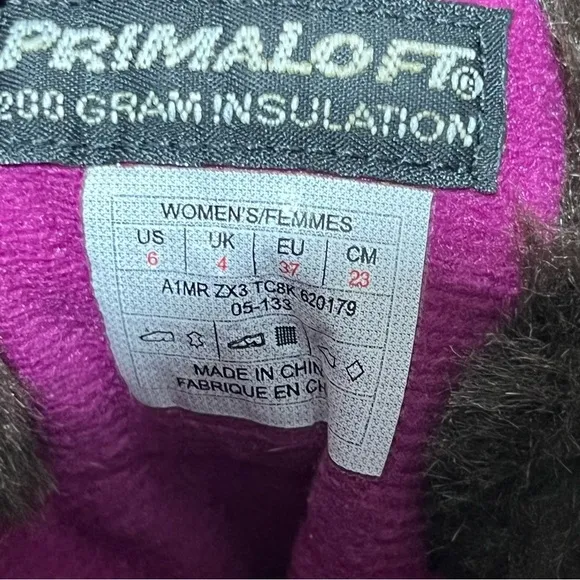 PRIMALOFT®
200 GRAM INSULATION
WOMEN'S/FEMMES
US UK EU CM
6 4 37 23
A1MR ZX3 TC8K 620179
05-133
MADE IN CHIN
FABRIQUE EN CH